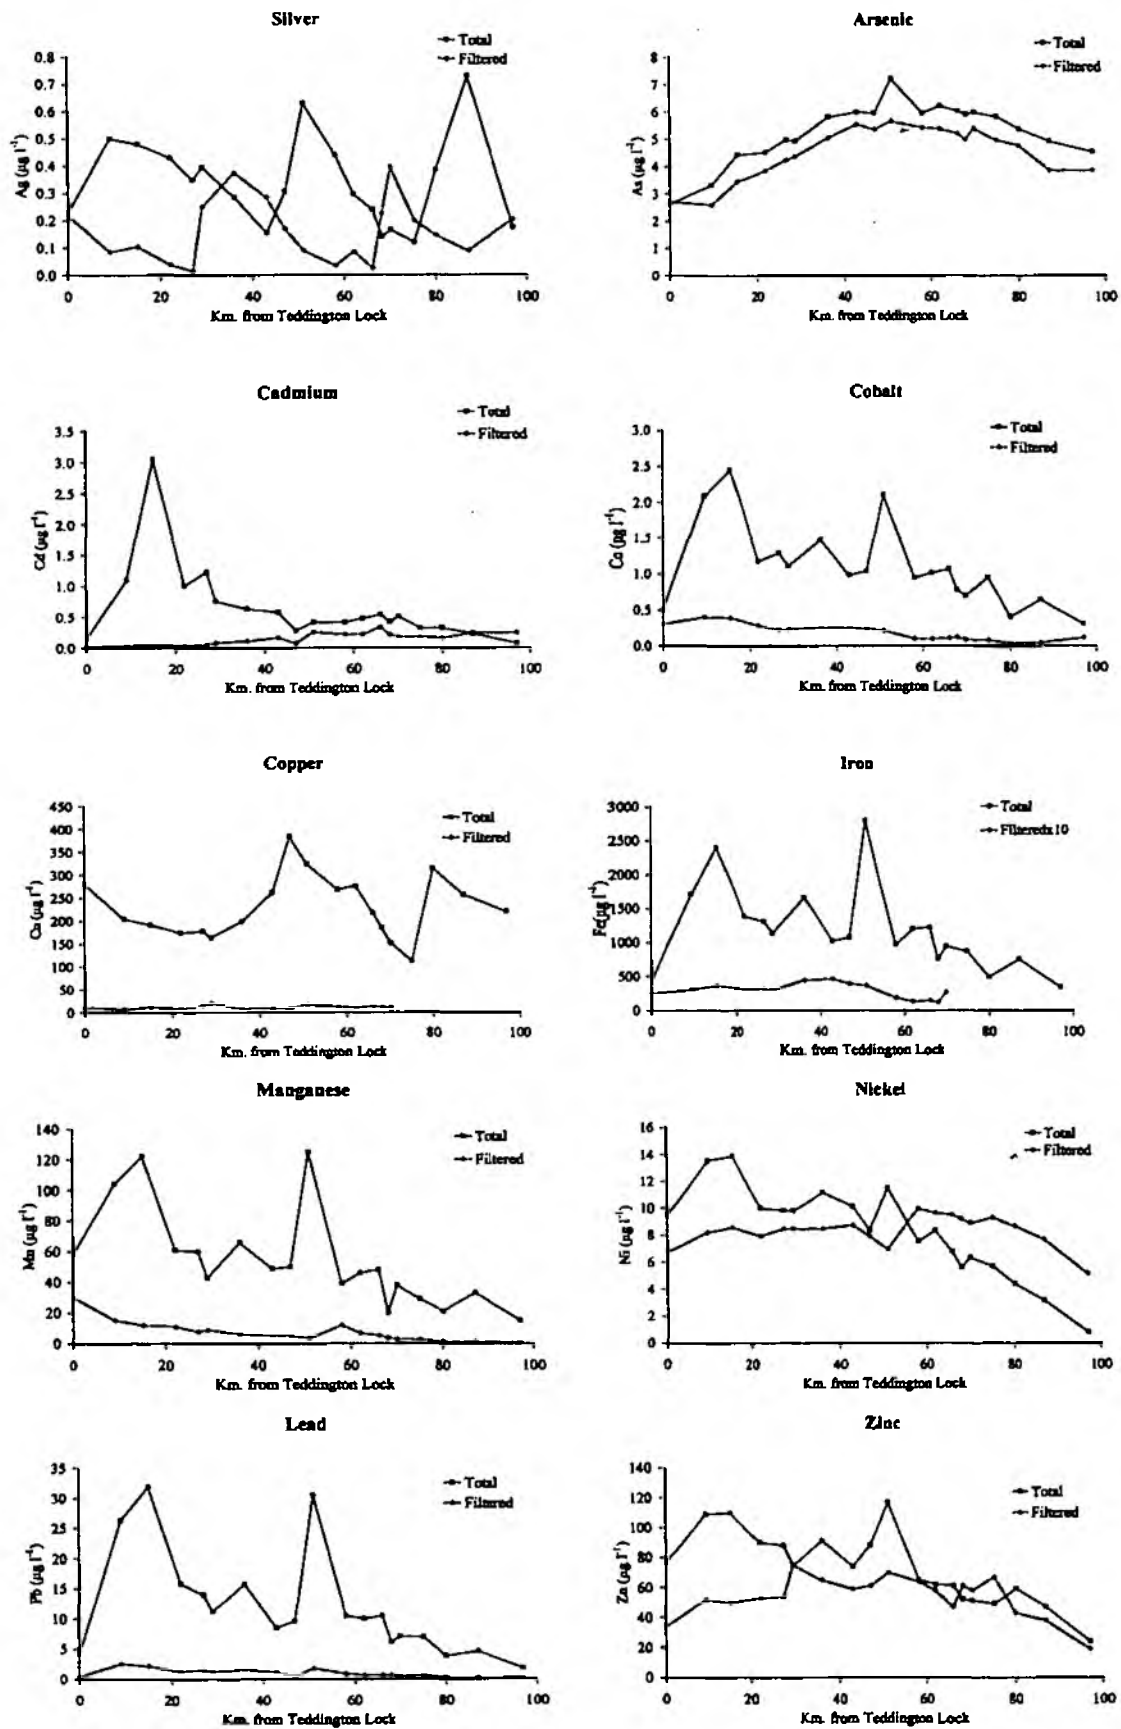 Silver
Total
Filtered
Ag (µg l⁻¹)
0.8
0.7
0.6
0.5
0.4
0.3
0.2
0.1
0.0
0 20 40 60 80 100
Km. from Teddington Lock
Arsenic
Total
Filtered
As (µg l⁻¹)
8
7
6
5
4
3
2
1
0
0 20 40 60 80 100
Km. from Teddington Lock
Cadmium
Total
Filtered
Cd (µg l⁻¹)
3.5
3.0
2.5
2.0
1.5
1.0
0.5
0.0
0 20 40 60 80 100
Km. from Teddington Lock
Cobalt
Total
Filtered
Co (µg l⁻¹)
3.0
2.5
2.0
1.5
1.0
0.5
0.0
0 20 40 60 80 100
Km. from Teddington Lock
Copper
Total
Filtered
Cu (µg l⁻¹)
450
400
350
300
250
200
150
100
50
0
0 20 40 60 80 100
Km. from Teddington Lock
Iron
Total
Filteredx10
Fe(µg l⁻¹)
3000
2500
2000
1500
1000
500
0
0 20 40 60 80 100
Km. from Teddington Lock
Manganese
Total
Filtered
Mn (µg l⁻¹)
140
120
100
80
60
40
20
0
0 20 40 60 80 100
Km. from Teddington Lock
Nickel
Total
Filtered
Ni (µg l⁻¹)
16
14
12
10
8
6
4
2
0
0 20 40 60 80 100
Km. from Teddington Lock
Lead
Total
Filtered
Pb (µg l⁻¹)
35
30
25
20
15
10
5
0
0 20 40 60 80 100
Km. from Teddington Lock
Zinc
Total
Filtered
Zn (µg l⁻¹)
140
120
100
80
60
40
20
0
0 20 40 60 80 100
Km. from Teddington Lock